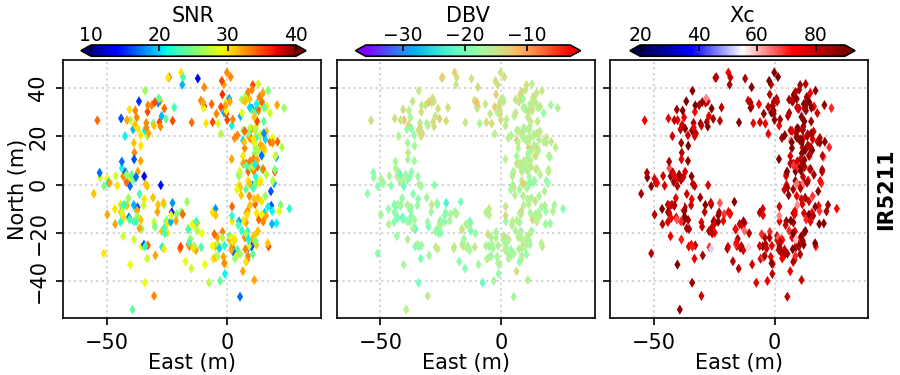 SNR
10 20 30 40
DBV
−30 −20 −10
Xc
20 40 60 80
North (m)
40
20
0
−20
−40
−50 0
East (m)
−50 0
East (m)
−50 0
East (m)
IR5211